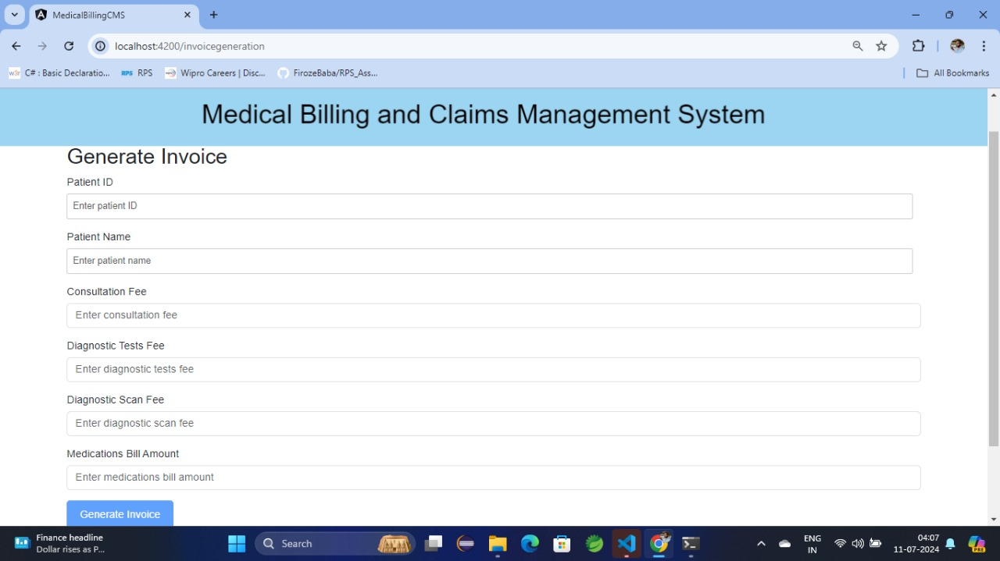 MedicalBillingCMS
localhost:4200/invoicegeneration
w3r C# : Basic Declaratio... RPS RPS Wipro Careers | Disc... FirozeBaba/RPS_Ass... All Bookmarks
Medical Billing and Claims Management System
Generate Invoice
Patient ID
Enter patient ID
Patient Name
Enter patient name
Consultation Fee
Enter consultation fee
Diagnostic Tests Fee
Enter diagnostic tests fee
Diagnostic Scan Fee
Enter diagnostic scan fee
Medications Bill Amount
Enter medications bill amount
Generate Invoice
Finance headline
Dollar rises as P...
Search
ENG
IN
04:07
11-07-2024
PRE